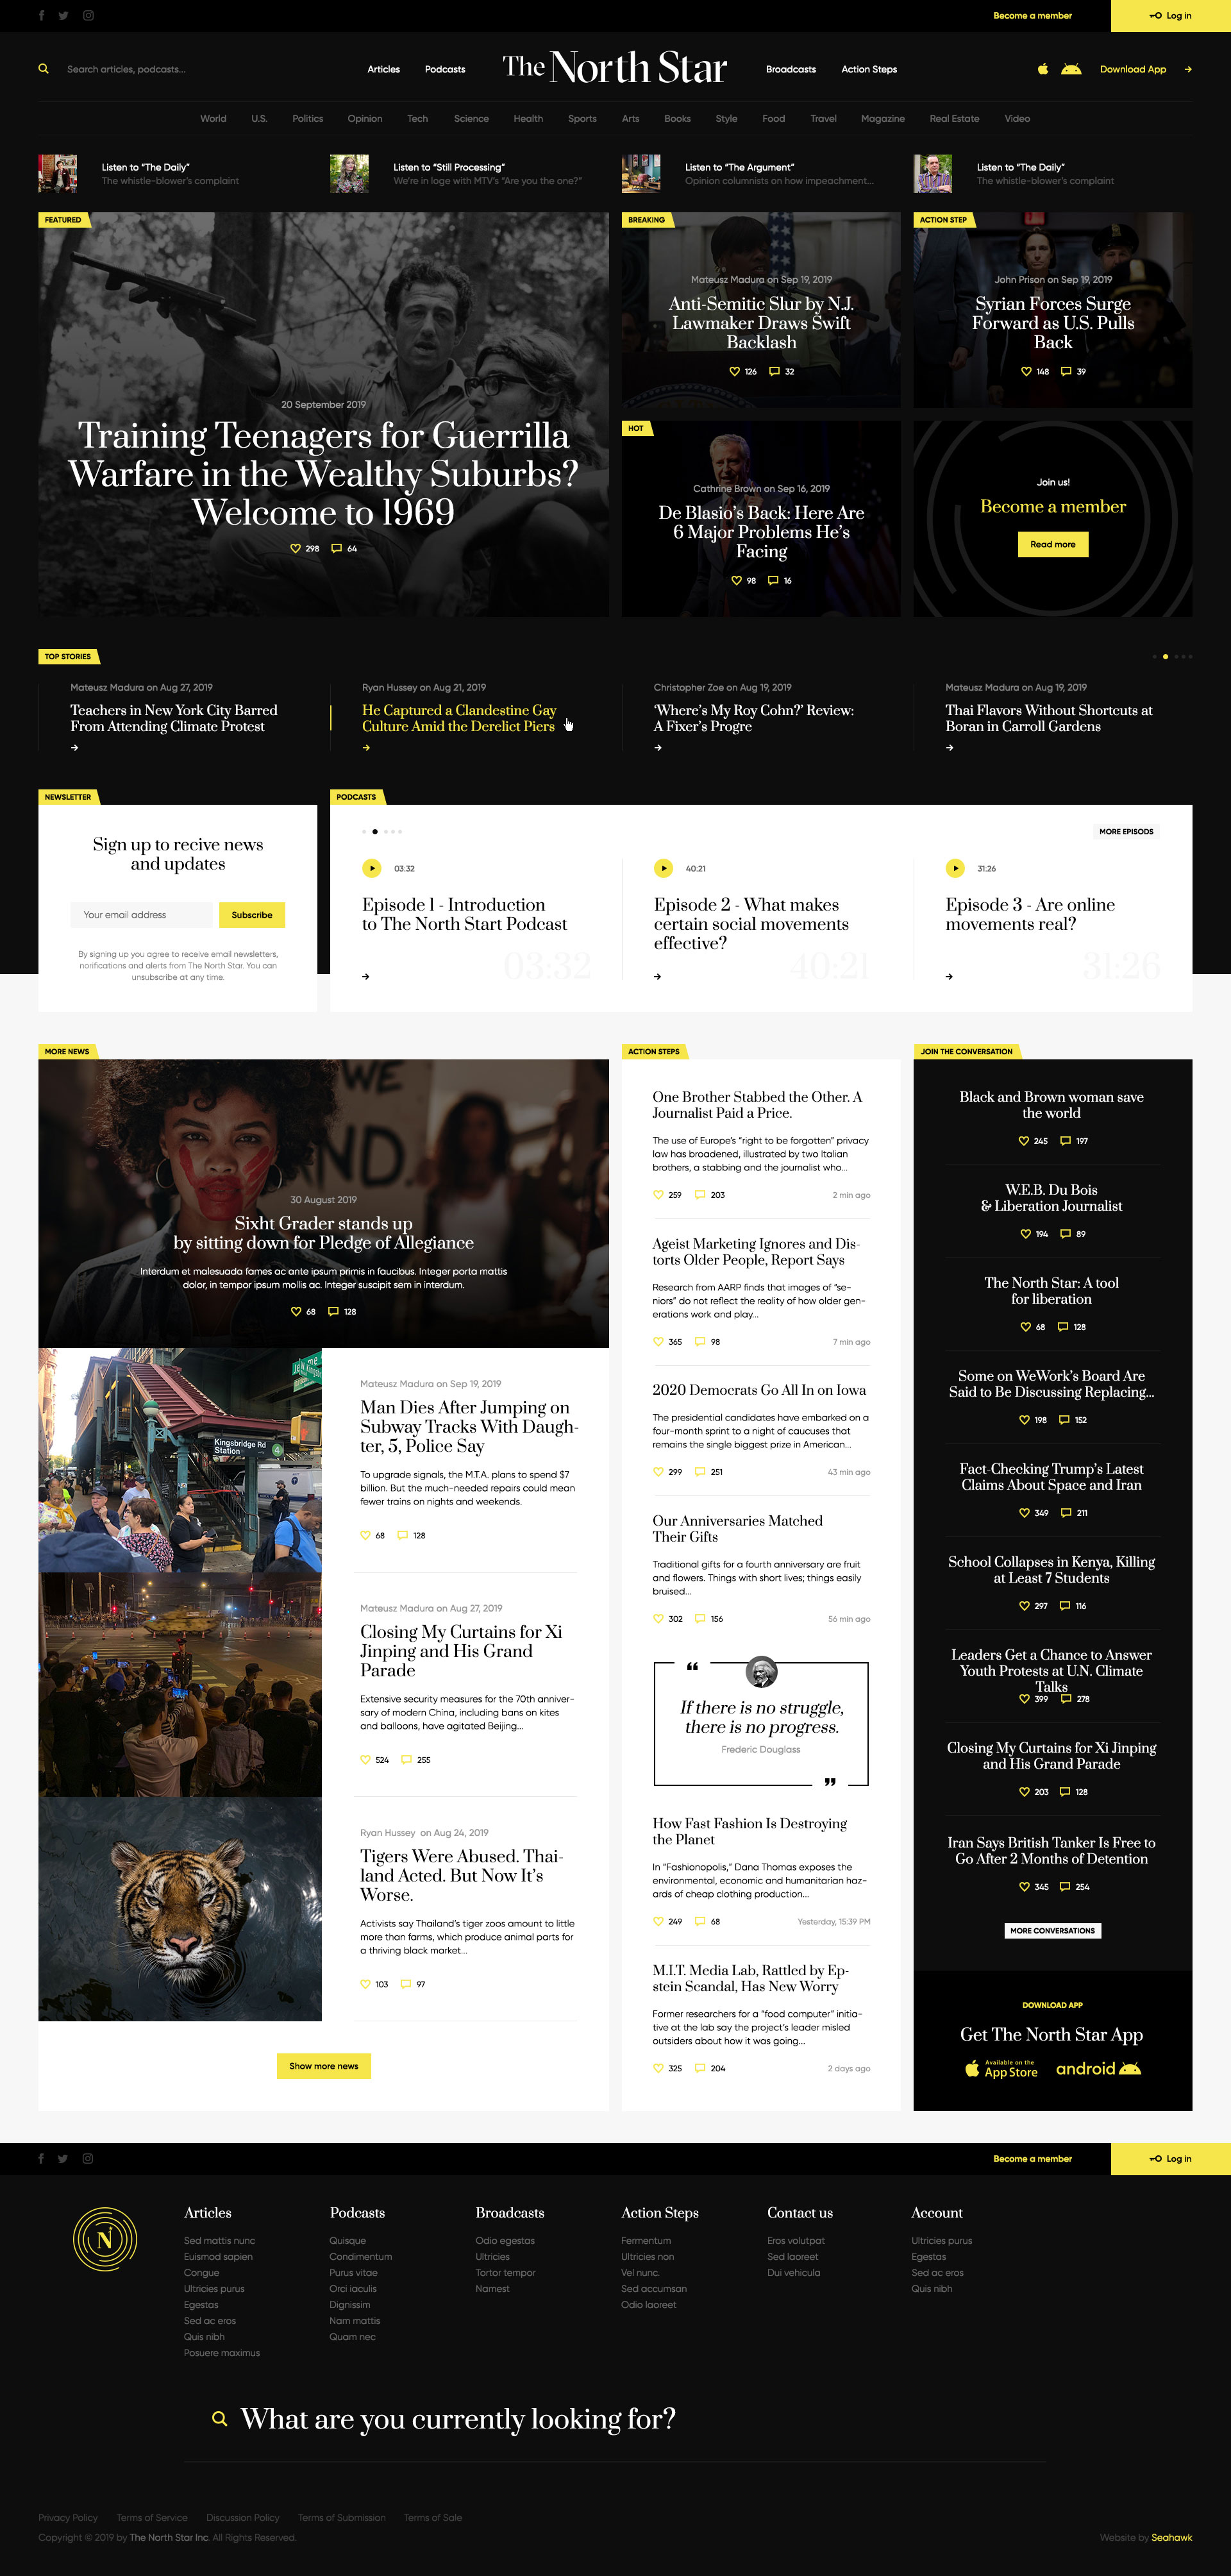 Become a member
Log in
Search articles, podcasts...
Articles
Podcasts
The North Star
Broadcasts
Action Steps
Download App
World
U.S.
Politics
Opinion
Tech
Science
Health
Sports
Arts
Books
Style
Food
Travel
Magazine
Real Estate
Video
Listen to “The Daily”
The whistle-blower's complaint
Listen to “Still Processing”
We're in loge with MTV's “Are you the one?”
Listen to “The Argument”
Opinion columnists on how impeachment...
Listen to “The Daily”
The whistle-blower's complaint
FEATURED
20 September 2019
Training Teenagers for Guerrilla
Warfare in the Wealthy Suburbs?
Welcome to 1969
298 64
BREAKING
Mateusz Madura on Sep 19, 2019
Anti-Semitic Slur by N.J.
Lawmaker Draws Swift
Backlash
126 32
ACTION STEP
John Prison on Sep 19, 2019
Syrian Forces Surge
Forward as U.S. Pulls
Back
148 39
HOT
Cathrine Brown on Sep 16, 2019
De Blasio's Back: Here Are
6 Major Problems He's
Facing
98 16
Join us!
Become a member
Read more
TOP STORIES
Mateusz Madura on Aug 27, 2019
Teachers in New York City Barred
From Attending Climate Protest
Ryan Hussey on Aug 21, 2019
He Captured a Clandestine Gay
Culture Amid the Derelict Piers
Christopher Zoe on Aug 19, 2019
‘Where's My Roy Cohn?’ Review:
A Fixer's Progre
Mateusz Madura on Aug 19, 2019
Thai Flavors Without Shortcuts at
Boran in Carroll Gardens
NEWSLETTER
Sign up to recive news
and updates
Your email address
Subscribe
By signing up you agree to receive email newsletters,
norifications and alerts from The North Star. You can
unsubscribe at any time.
PODCASTS
MORE EPISODS
03:32
Episode 1 - Introduction
to The North Start Podcast
03:32
40:21
Episode 2 - What makes
certain social movements
effective?
40:21
31:26
Episode 3 - Are online
movements real?
31:26
MORE NEWS
WE
30 August 2019
Sixht Grader stands up
by sitting down for Pledge of Allegiance
Interdum et malesuada fames ac ante ipsum primis in faucibus. Integer porta mattis
dolor, in tempor ipsum mollis ac. Integer suscipit sem in interdum.
68 128
Kingsbridge Rd
Station
4
Mateusz Madura on Sep 19, 2019
Man Dies After Jumping on
Subway Tracks With Daugh-
ter, 5, Police Say
To upgrade signals, the M.T.A. plans to spend $7
billion. But the much-needed repairs could mean
fewer trains on nights and weekends.
68 128
Mateusz Madura on Aug 27, 2019
Closing My Curtains for Xi
Jinping and His Grand
Parade
Extensive security measures for the 70th anniver-
sary of modern China, including bans on kites
and balloons, have agitated Beijing...
524 255
Ryan Hussey on Aug 24, 2019
Tigers Were Abused. Thai-
land Acted. But Now It's
Worse.
Activists say Thailand's tiger zoos amount to little
more than farms, which produce animal parts for
a thriving black market...
103 97
Show more news
ACTION STEPS
One Brother Stabbed the Other. A
Journalist Paid a Price.
The use of Europe's “right to be forgotten” privacy
law has broadened, illustrated by two Italian
brothers, a stabbing and the journalist who...
259 203 2 min ago
Ageist Marketing Ignores and Dis-
torts Older People, Report Says
Research from AARP finds that images of “se-
niors” do not reflect the reality of how older gen-
erations work and play...
365 98 7 min ago
2020 Democrats Go All In on Iowa
The presidential candidates have embarked on a
four-month sprint to a night of caucuses that
remains the single biggest prize in American...
299 251 43 min ago
Our Anniversaries Matched
Their Gifts
Traditional gifts for a fourth anniversary are fruit
and flowers. Things with short lives; things easily
bruised...
302 156 56 min ago
“
If there is no struggle,
there is no progress.
Frederic Douglass
”
How Fast Fashion Is Destroying
the Planet
In “Fashionopolis,” Dana Thomas exposes the
environmental, economic and humanitarian haz-
ards of cheap clothing production...
249 68 Yesterday, 15:39 PM
M.I.T. Media Lab, Rattled by Ep-
stein Scandal, Has New Worry
Former researchers for a “food computer” initia-
tive at the lab say the project's leader misled
outsiders about how it was going...
325 204 2 days ago
JOIN THE CONVERSATION
Black and Brown woman save
the world
245 197
W.E.B. Du Bois
& Liberation Journalist
194 89
The North Star: A tool
for liberation
68 128
Some on WeWork's Board Are
Said to Be Discussing Replacing...
198 152
Fact-Checking Trump's Latest
Claims About Space and Iran
349 211
School Collapses in Kenya, Killing
at Least 7 Students
297 116
Leaders Get a Chance to Answer
Youth Protests at U.N. Climate
Talks
399 278
Closing My Curtains for Xi Jinping
and His Grand Parade
203 128
Iran Says British Tanker Is Free to
Go After 2 Months of Detention
345 254
MORE CONVERSATIONS
DOWNLOAD APP
Get The North Star App
Available on the
App Store
android
Become a member
Log in
N
Articles
Sed mattis nunc
Euismod sapien
Congue
Ultricies purus
Egestas
Sed ac eros
Quis nibh
Posuere maximus
Podcasts
Quisque
Condimentum
Purus vitae
Orci iaculis
Dignissim
Nam mattis
Quam nec
Broadcasts
Odio egestas
Ultricies
Tortor tempor
Namest
Action Steps
Fermentum
Ultricies non
Vel nunc.
Sed accumsan
Odio laoreet
Contact us
Eros volutpat
Sed laoreet
Dui vehicula
Account
Ultricies purus
Egestas
Sed ac eros
Quis nibh
What are you currently looking for?
Privacy Policy
Terms of Service
Discussion Policy
Terms of Submission
Terms of Sale
Copyright © 2019 by The North Star Inc. All Rights Reserved.
Website by Seahawk